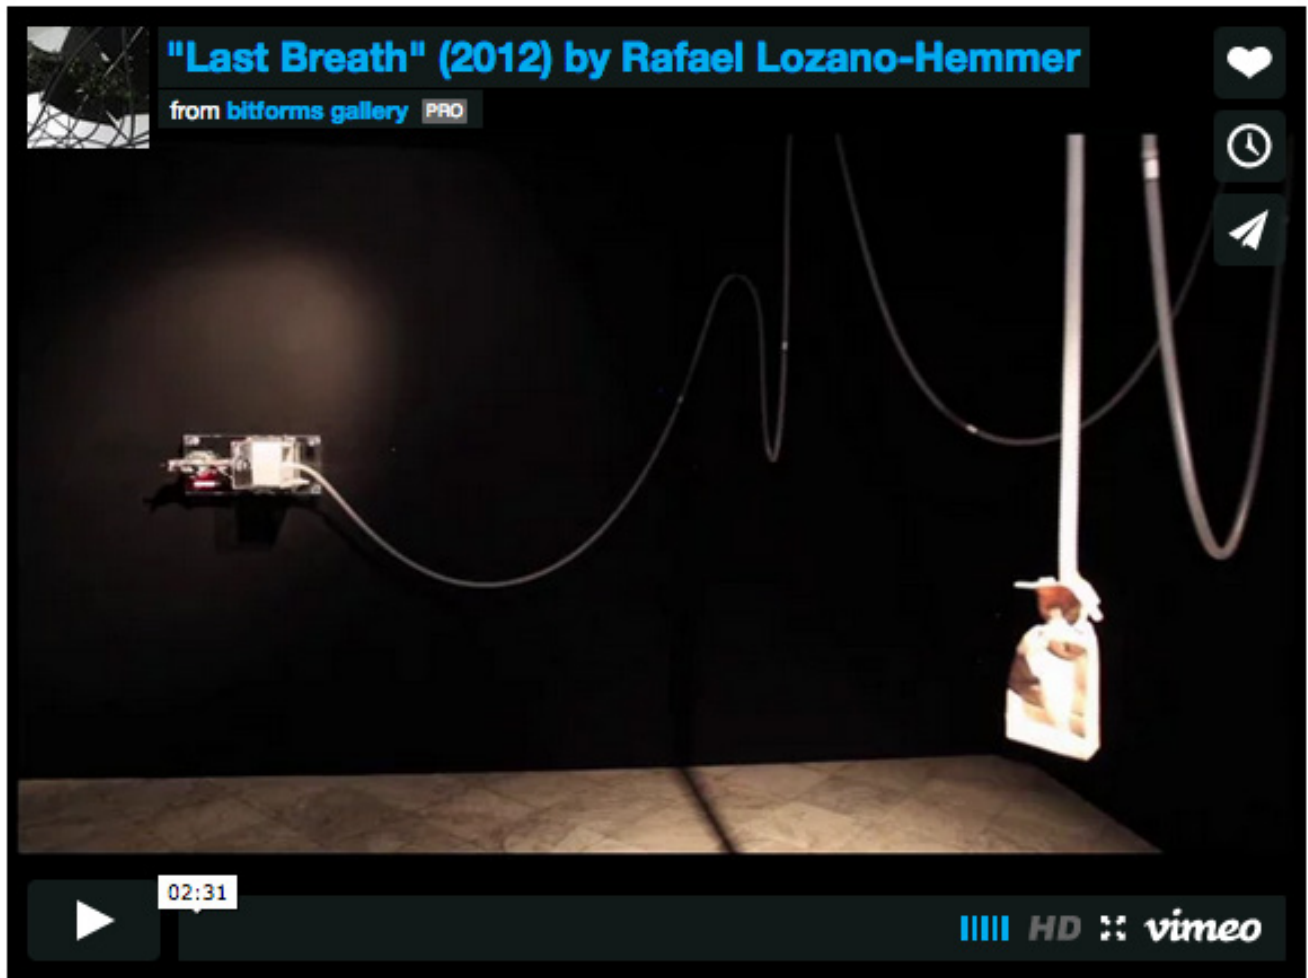 "Last Breath" (2012) by Rafael Lozano-Hemmer
from bitforms gallery PRO
02:31
HD vimeo